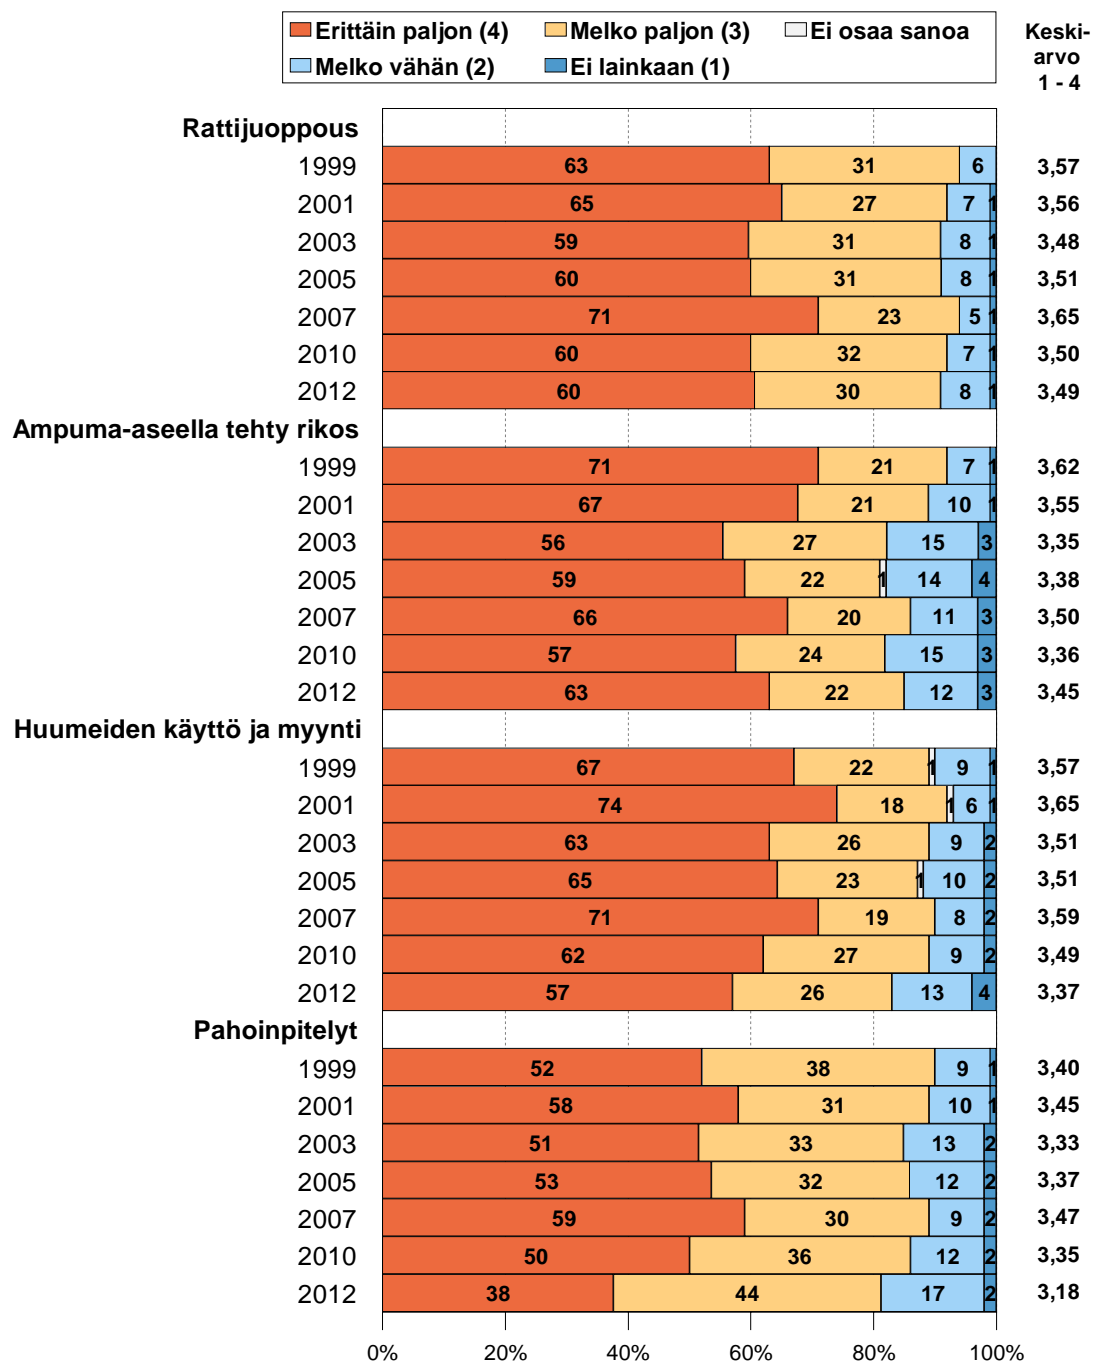 Erittäin paljon (4) Melko paljon (3) Ei osaa sanoa
Melko vähän (2) Ei lainkaan (1)
Keski-
arvo
1 - 4
Rattijuoppous
1999 63 31 6 3,57
2001 65 27 7 1 3,56
2003 59 31 8 1 3,48
2005 60 31 8 1 3,51
2007 71 23 5 1 3,65
2010 60 32 7 1 3,50
2012 60 30 8 1 3,49
Ampuma-aseella tehty rikos
1999 71 21 7 1 3,62
2001 67 21 10 1 3,55
2003 56 27 15 3 3,35
2005 59 22 1 14 4 3,38
2007 66 20 11 3 3,50
2010 57 24 15 3 3,36
2012 63 22 12 3 3,45
Huumeiden käyttö ja myynti
1999 67 22 1 9 1 3,57
2001 74 18 1 6 1 3,65
2003 63 26 9 2 3,51
2005 65 23 1 10 2 3,51
2007 71 19 8 2 3,59
2010 62 27 9 2 3,49
2012 57 26 13 4 3,37
Pahoinpitelyt
1999 52 38 9 1 3,40
2001 58 31 10 1 3,45
2003 51 33 13 2 3,33
2005 53 32 12 2 3,37
2007 59 30 9 2 3,47
2010 50 36 12 2 3,35
2012 38 44 17 2 3,18
0% 20% 40% 60% 80% 100%